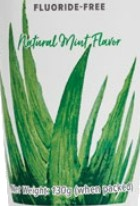 FLUORIDE-FREE
Natural Mint Flavor
Net Weight: 130g (when packed)